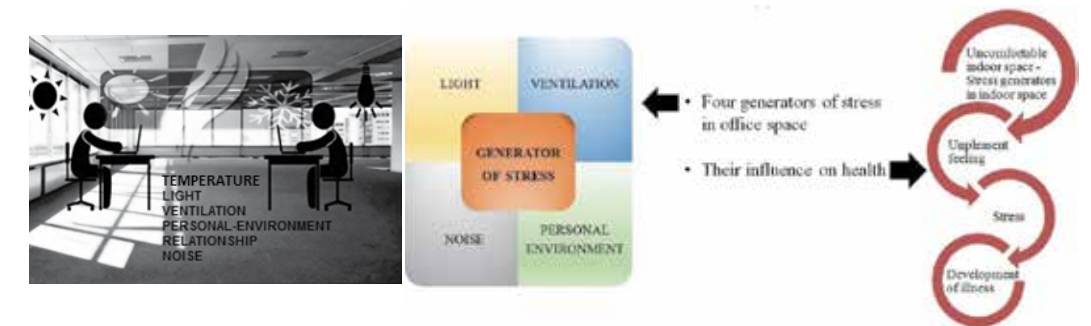 TEMPERATURE
LIGHT
VENTILATION
PERSONAL-ENVIRONMENT
RELATIONSHIP
NOISE
LIGHT
VENTILATION
GENERATOR
OF STRESS
NOISE
PERSONAL
ENVIRONMENT
• Four generators of stress
in office space
• Their influence on health
Uncomfortable
indoor space -
Stress generators
in indoor space
Unplement
feeling
Stress
Development
of illness